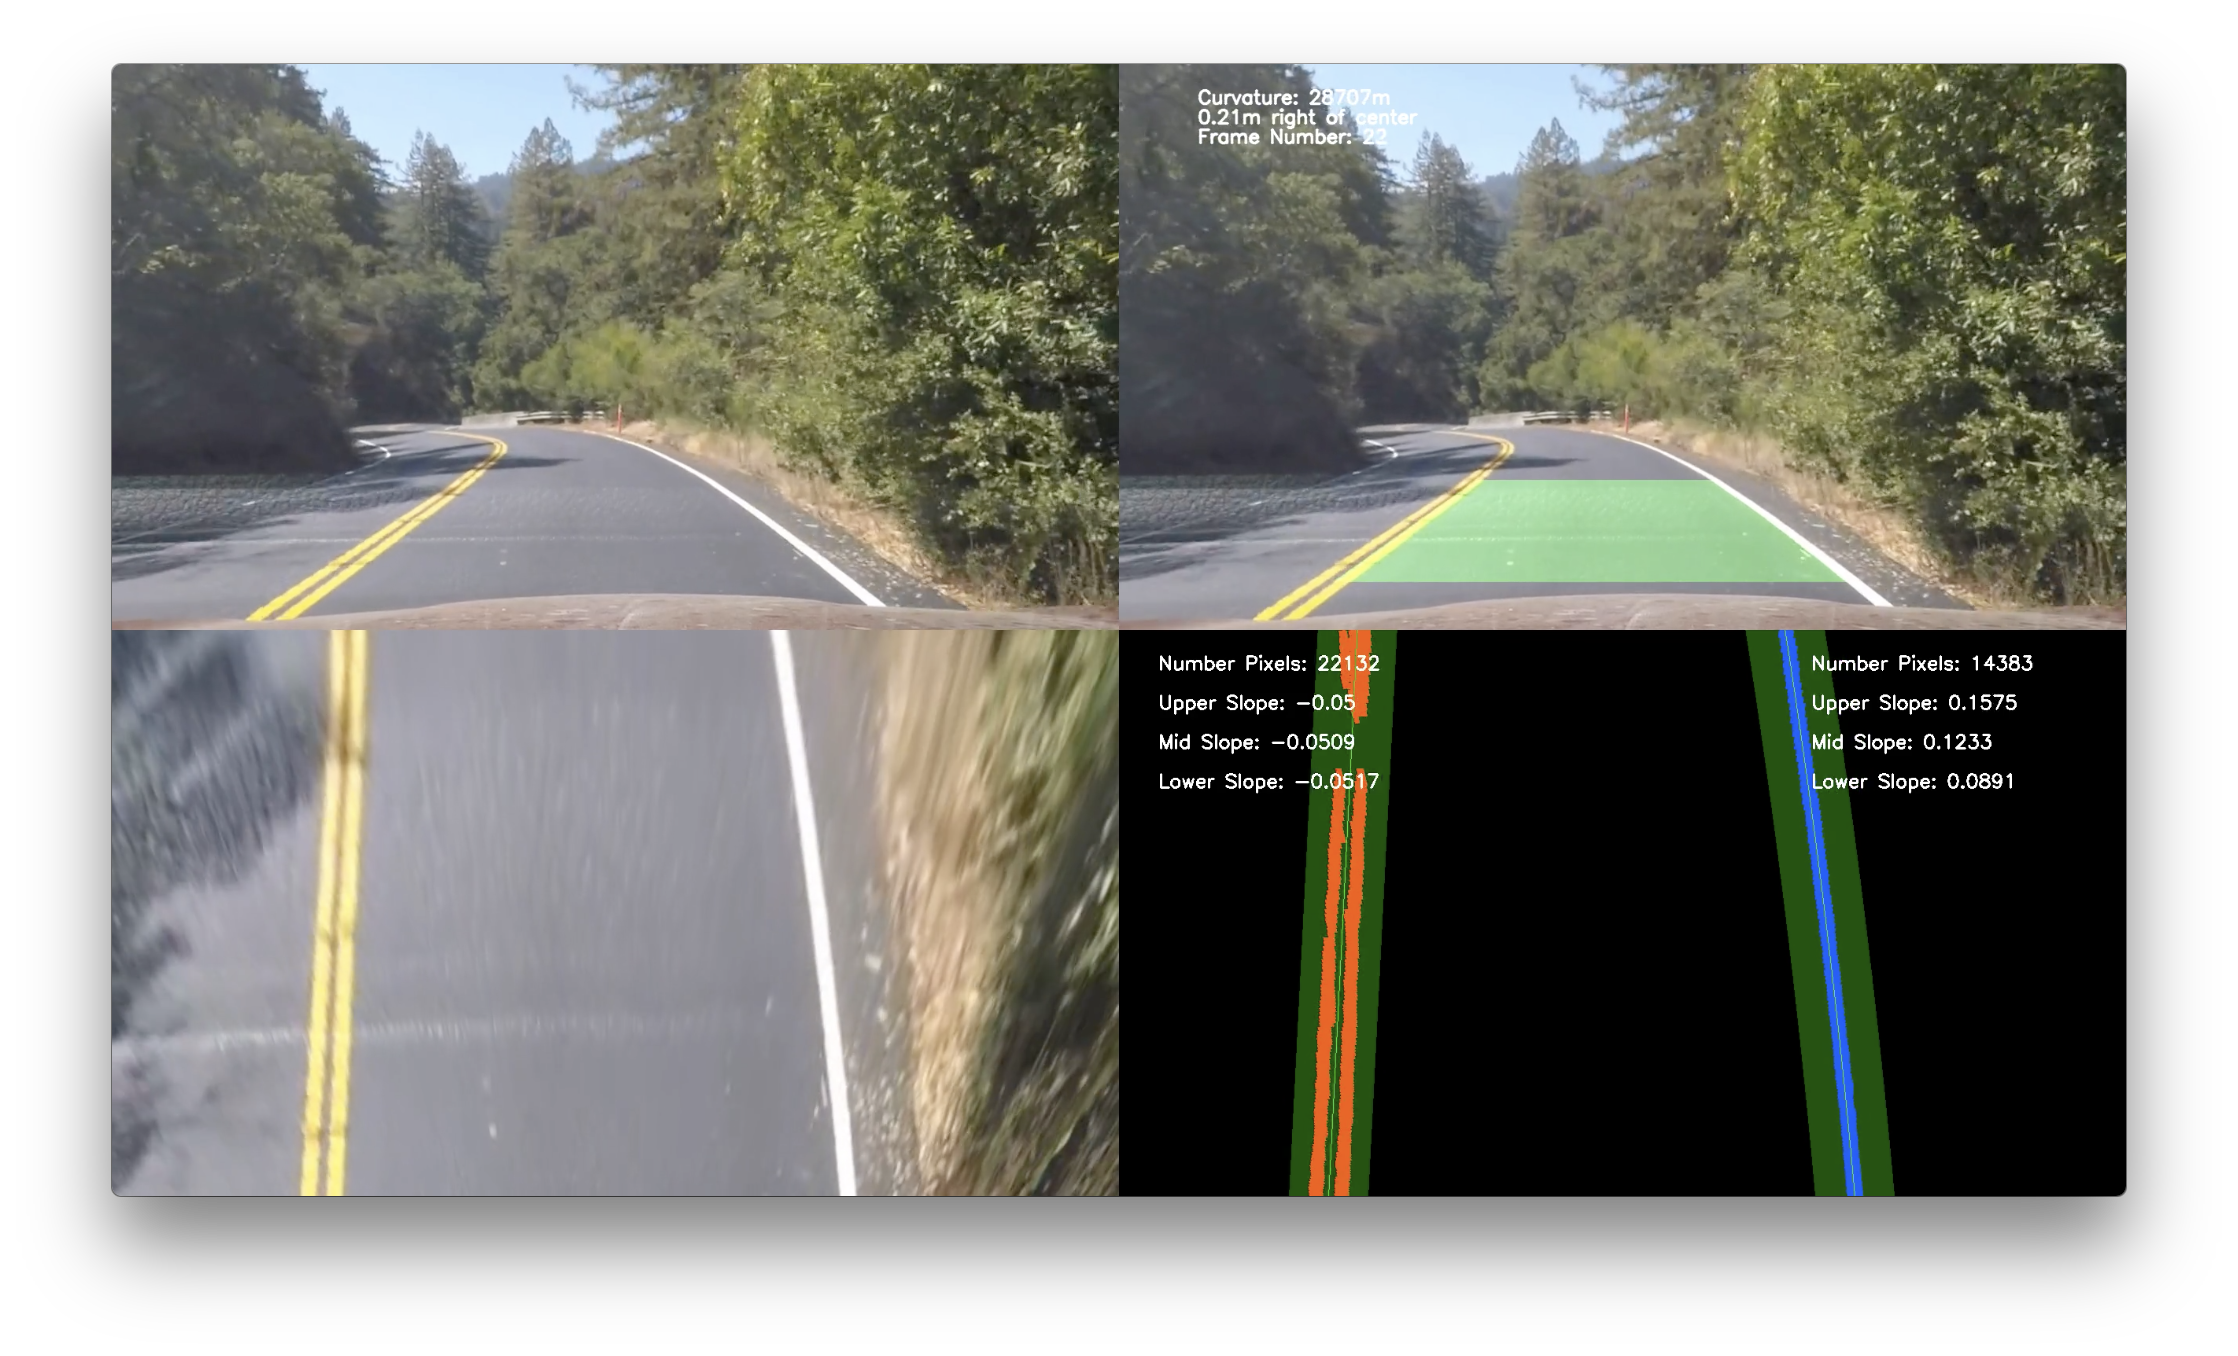 Curvature: 28707m
0.21m right of center
Frame Number: 22
Number Pixels: 22132
Upper Slope: -0.05
Mid Slope: -0.0509
Lower Slope: -0.0517
Number Pixels: 14383
Upper Slope: 0.1575
Mid Slope: 0.1233
Lower Slope: 0.0891